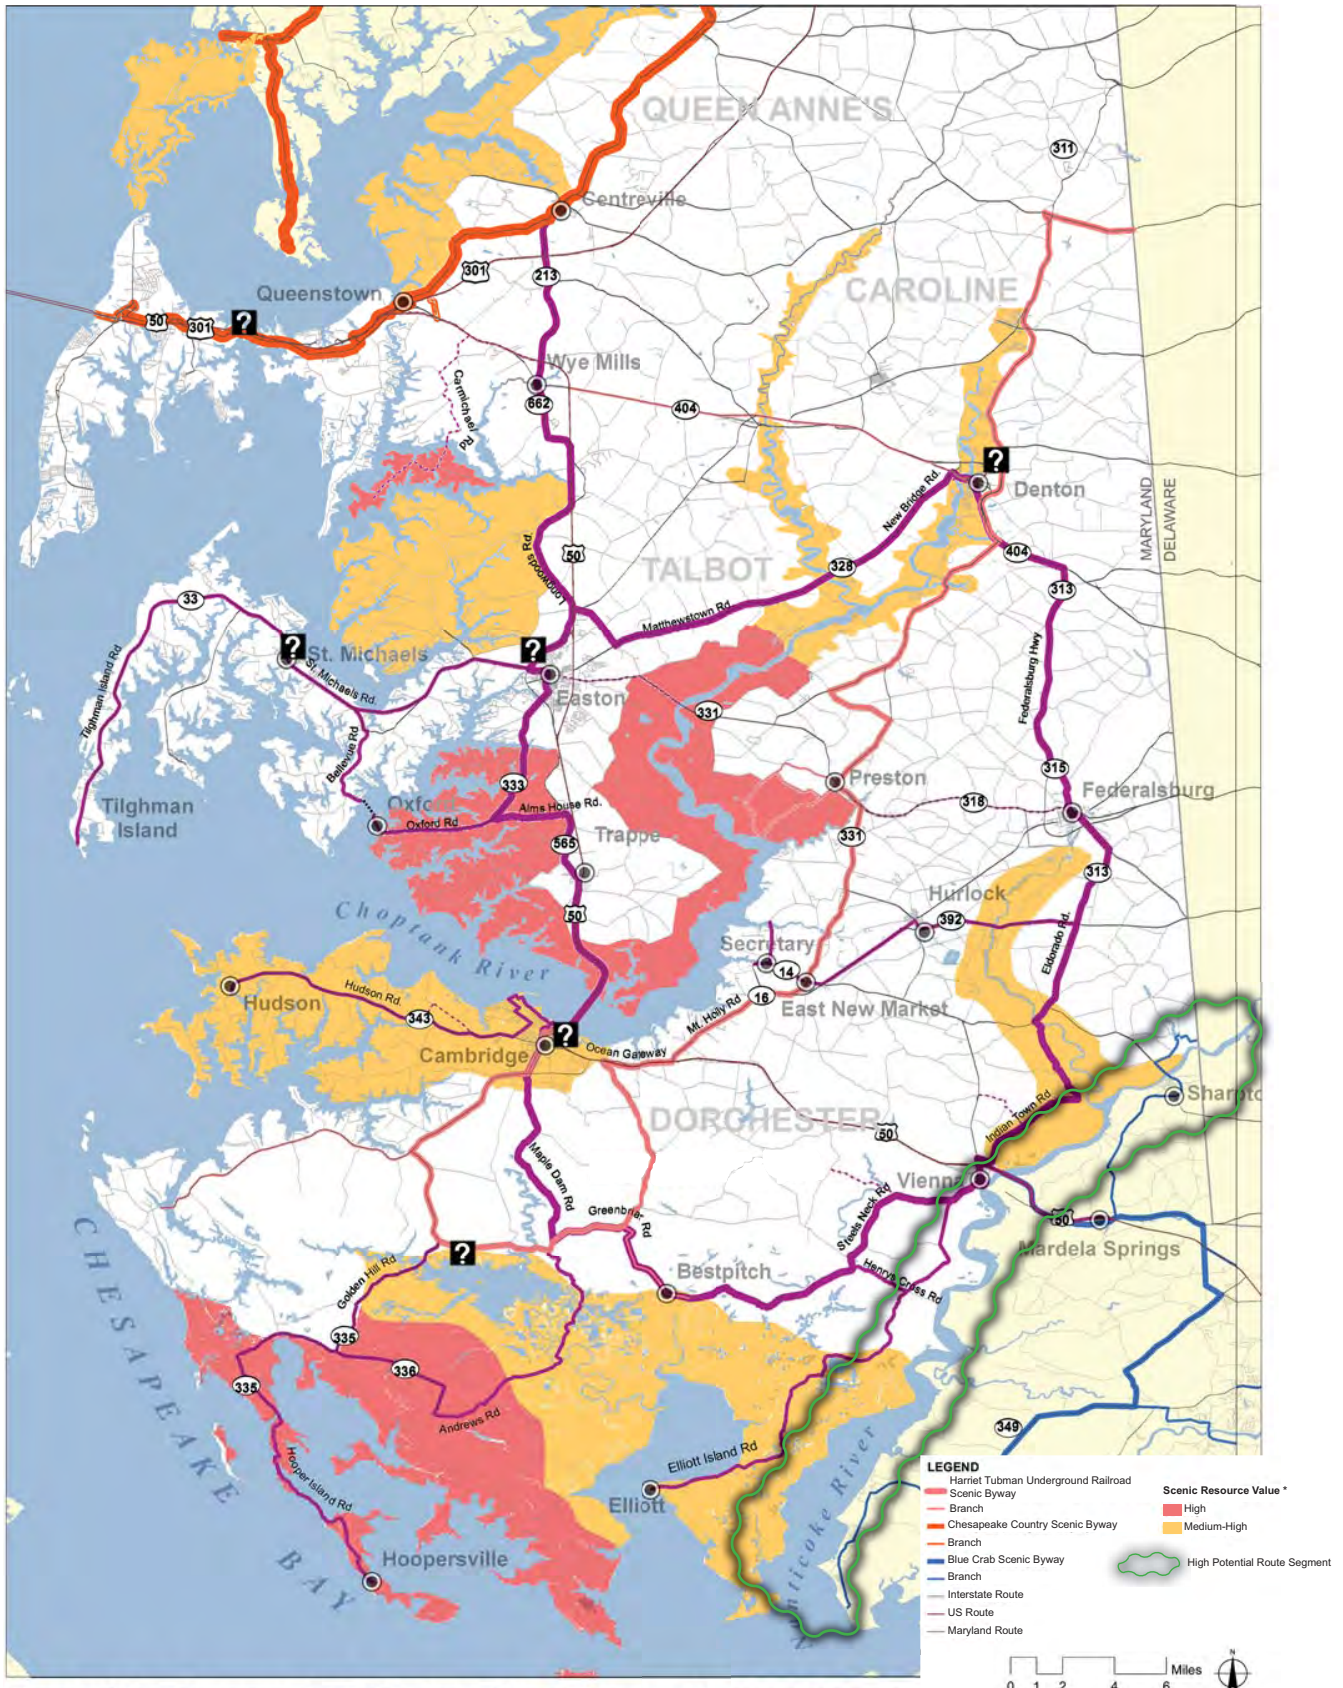 QUEEN ANNE'S
311
Centreville
301
213
CAROLINE
Queenstown
50
301
?
Wye Mills
662
404
Carmichael
Rd
?
Denton
New Bridge Rd.
MARYLAND
DELAWARE
Longwoods Rd.
50
404
TALBOT
328
313
33
Matthewstown Rd.
?
St. Michaels
?
St. Michaels Rd.
Easton
Tilghman Island Rd
331
Federalsburg Hwy
Bellevue Rd
333
315
Preston
Federalsburg
Tilghman
Island
Oxford
Alms House Rd.
318
Oxford Rd
Trappe
331
565
313
Hurlock
Choptank River
50
392
Secretary
Eldorado Rd.
14
Hudson
Hudson Rd.
16
East New Market
343
Mt. Holly Rd
?
Cambridge
Ocean Gateway
Sharpto
DORCHESTER
50
Indian Town Rd
Maple Dam Rd
Vienna
Steels Neck Rd
Greenbriar Rd
50
Mardela Springs
?
Golden Hill Rd
Bestpitch
Henrys Cross Rd
335
336
335
Andrews Rd
349
CHESAPEAKE BAY
Hooper Island Rd
Elliott Island Rd
Elliott
Nanticoke River
Hoopersville
LEGEND
Harriet Tubman Underground Railroad
Scenic Byway
Branch
Chesapeake Country Scenic Byway
Branch
Blue Crab Scenic Byway
Branch
Interstate Route
US Route
Maryland Route
Scenic Resource Value *
High
Medium-High
High Potential Route Segment
N
Miles
0 1 2 4 6